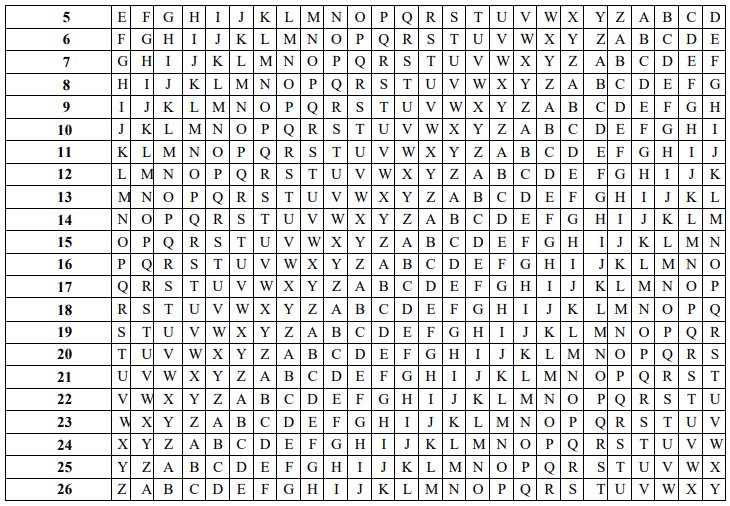 5 E F G H I J K L M N O P Q R S T U V W X Y Z A B C D
6 F G H I J K L M N O P Q R S T U V W X Y Z A B C D E
7 G H I J K L M N O P Q R S T U V W X Y Z A B C D E F
8 H I J K L M N O P Q R S T U V W X Y Z A B C D E F G
9 I J K L M N O P Q R S T U V W X Y Z A B C D E F G H
10 J K L M N O P Q R S T U V W X Y Z A B C D E F G H I
11 K L M N O P Q R S T U V W X Y Z A B C D E F G H I J
12 L M N O P Q R S T U V W X Y Z A B C D E F G H I J K
13 M N O P Q R S T U V W X Y Z A B C D E F G H I J K L
14 N O P Q R S T U V W X Y Z A B C D E F G H I J K L M
15 O P Q R S T U V W X Y Z A B C D E F G H I J K L M N
16 P Q R S T U V W X Y Z A B C D E F G H I J K L M N O
17 Q R S T U V W X Y Z A B C D E F G H I J K L M N O P
18 R S T U V W X Y Z A B C D E F G H I J K L M N O P Q
19 S T U V W X Y Z A B C D E F G H I J K L M N O P Q R
20 T U V W X Y Z A B C D E F G H I J K L M N O P Q R S
21 U V W X Y Z A B C D E F G H I J K L M N O P Q R S T
22 V W X Y Z A B C D E F G H I J K L M N O P Q R S T U
23 W X Y Z A B C D E F G H I J K L M N O P Q R S T U V
24 X Y Z A B C D E F G H I J K L M N O P Q R S T U V W
25 Y Z A B C D E F G H I J K L M N O P Q R S T U V W X
26 Z A B C D E F G H I J K L M N O P Q R S T U V W X Y